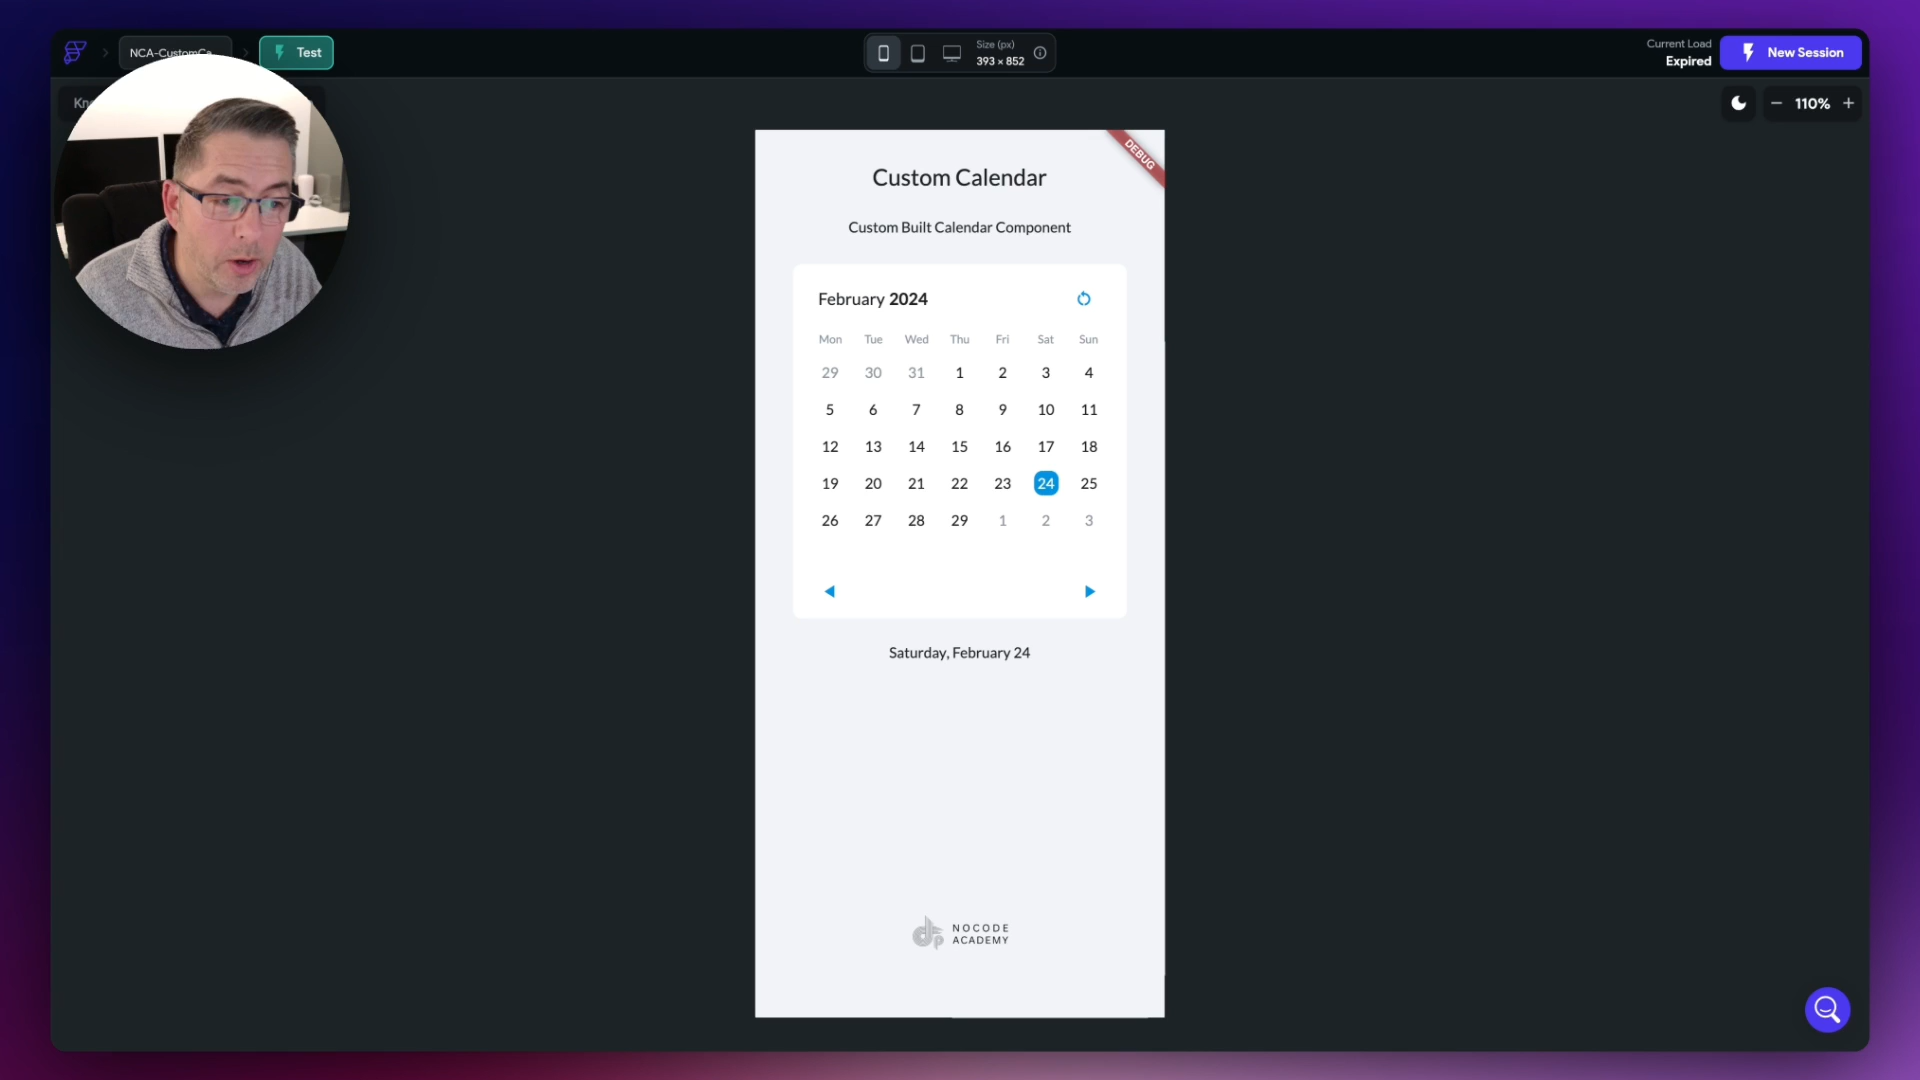 NCA-CustomCa...
Test
Size (px)
393 × 852
Current Load
Expired
New Session
110%
DEBUG
Custom Calendar
Custom Built Calendar Component
February 2024
Mon Tue Wed Thu Fri Sat Sun
29 30 31 1 2 3 4
5 6 7 8 9 10 11
12 13 14 15 16 17 18
19 20 21 22 23 24 25
26 27 28 29 1 2 3
Saturday, February 24
NOCODE
ACADEMY